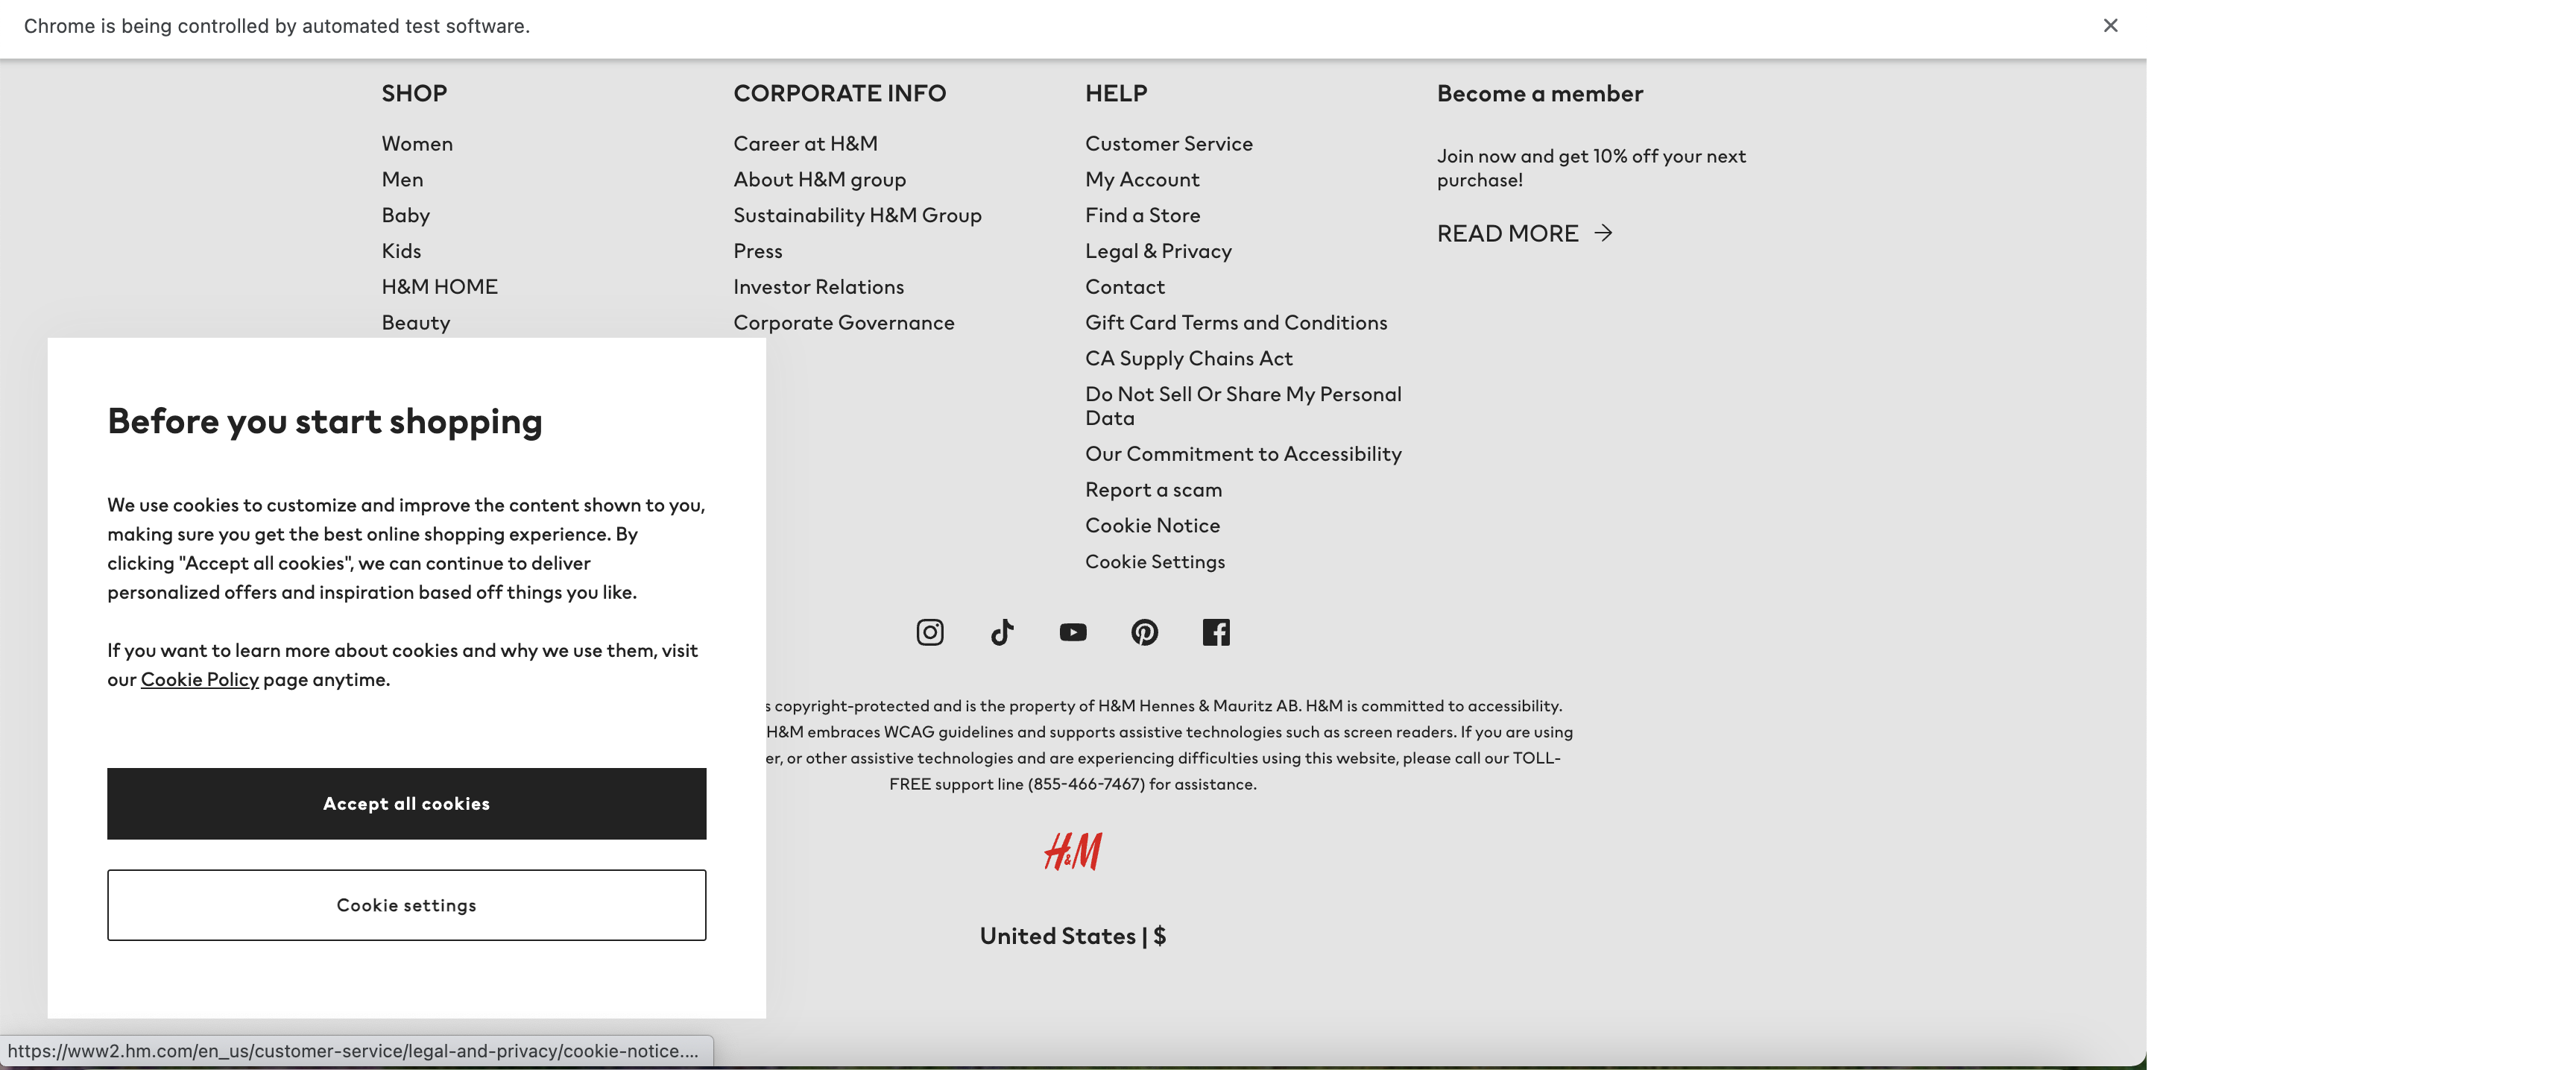 Chrome is being controlled by automated test software.
SHOP
Women
Men
Baby
Kids
H&M HOME
Beauty
CORPORATE INFO
Career at H&M
About H&M group
Sustainability H&M Group
Press
Investor Relations
Corporate Governance
HELP
Customer Service
My Account
Find a Store
Legal & Privacy
Contact
Gift Card Terms and Conditions
CA Supply Chains Act
Do Not Sell Or Share My Personal
Data
Our Commitment to Accessibility
Report a scam
Cookie Notice
Cookie Settings
Become a member
Join now and get 10% off your next
purchase!
READ MORE
Before you start shopping
We use cookies to customize and improve the content shown to you,
making sure you get the best online shopping experience. By
clicking "Accept all cookies", we can continue to deliver
personalized offers and inspiration based off things you like.
If you want to learn more about cookies and why we use them, visit
our Cookie Policy page anytime.
Accept all cookies
Cookie settings
copyright-protected and is the property of H&M Hennes & Mauritz AB. H&M is committed to accessibility.
H&M embraces WCAG guidelines and supports assistive technologies such as screen readers. If you are using
or other assistive technologies and are experiencing difficulties using this website, please call our TOLL-
FREE support line (855-466-7467) for assistance.
H&M
United States | $
https://www2.hm.com/en_us/customer-service/legal-and-privacy/cookie-notice....